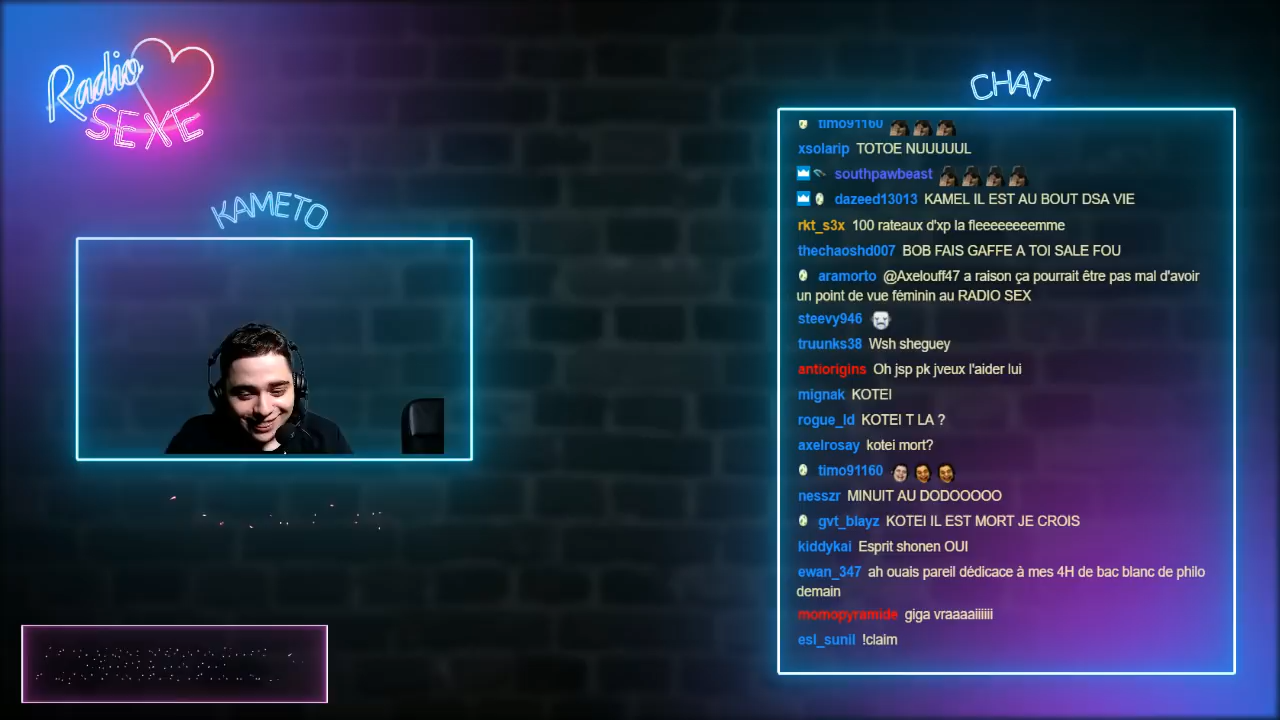 Radio
SEXE
KAMETO
CHAT
timo91160
xsolarip TOTOE NUUUUUL
southpawbeast
dazeed13013 KAMEL IL EST AU BOUT DSA VIE
rkt_s3x 100 rateaux d'xp la fleeeeeeeemme
thechaoshd007 BOB FAIS GAFFE A TOI SALE FOU
aramorto @Axelouff47 a raison ça pourrait être pas mal d'avoir
un point de vue féminin au RADIO SEX
steevy946
truunks38 Wsh sheguey
antiorigins Oh jsp pk jveux l'aider lui
mignak KOTEI
rogue_ld KOTEI T LA ?
axelrosay kotei mort?
timo91160
nesszr MINUIT AU DODOOOOO
gvt_blayz KOTEI IL EST MORT JE CROIS
kiddykai Esprit shonen OUI
ewan_347 ah ouais pareil dédicace à mes 4H de bac blanc de philo
demain
momopyramide giga vraaaaiiiiii
esl_sunil !claim